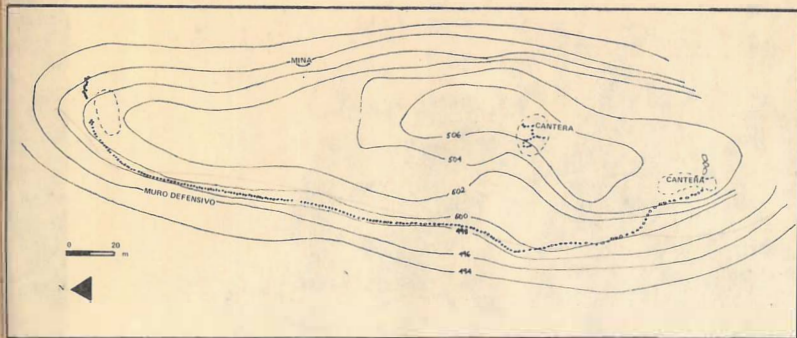 MINA
506
CANTERA
504
CANTERA
502
MURO DEFENSIVO
500
498
496
494
0 20
m
N